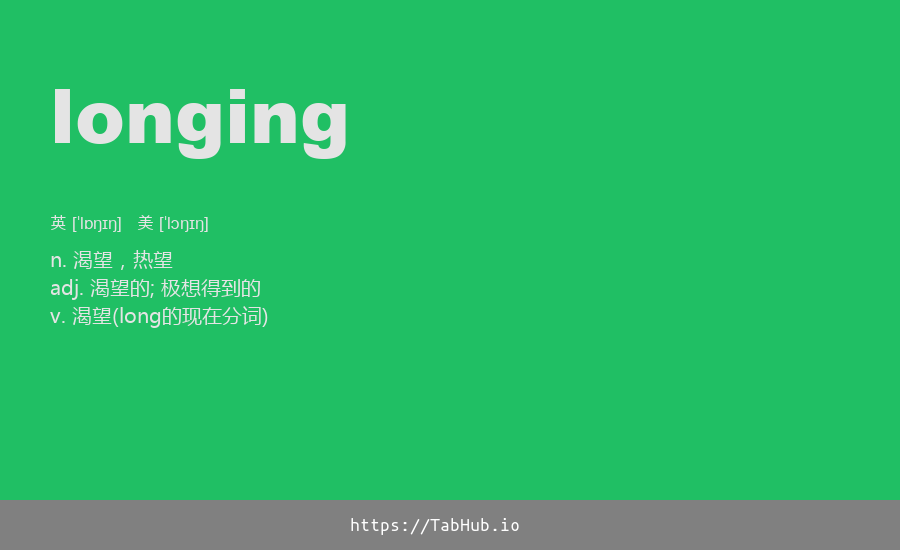 longing
英 [ˈlɒŋɪŋ] 美 [ˈlɔŋɪŋ]
n. 渴望，热望
adj. 渴望的; 极想得到的
v. 渴望(long的现在分词)
https://TabHub.io